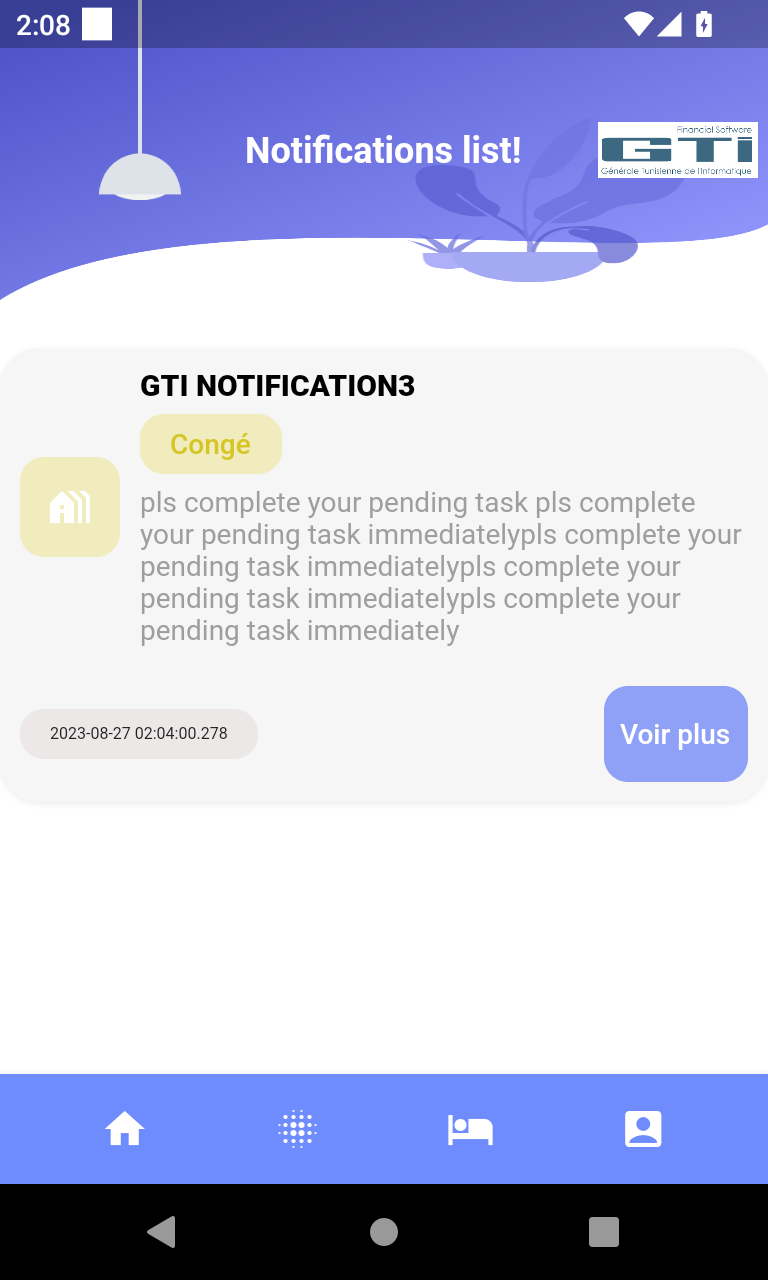 2:08
Notifications list!
Financial Software
GTi
Générale Tunisienne de l'Informatique
GTI NOTIFICATION3
Congé
pls complete your pending task pls complete
your pending task immediatelypls complete your
pending task immediatelypls complete your
pending task immediatelypls complete your
pending task immediately
2023-08-27 02:04:00.278
Voir plus